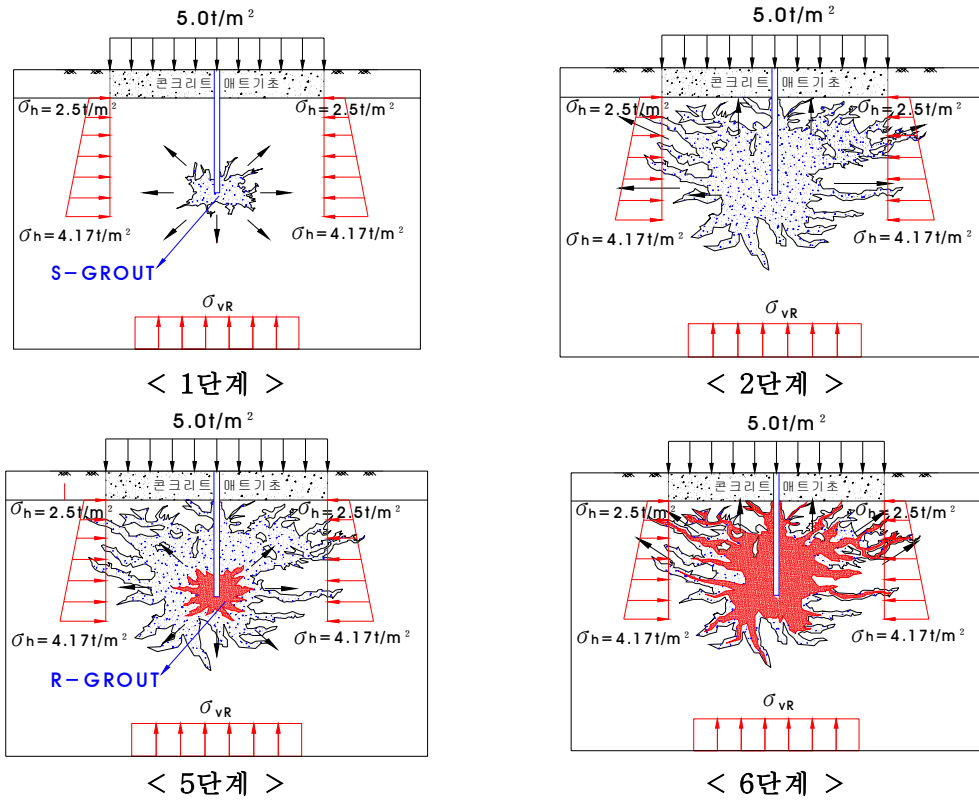 5.0t/m²
콘크리트 매트기초
σh=2.5t/m² σh=2.5t/m²
σh=4.17t/m² σh=4.17t/m²
S-GROUT
σvR
< 1단계 >
5.0t/m²
콘크리트 매트기초
σh=2.5t/m² σh=2.5t/m²
σh=4.17t/m² σh=4.17t/m²
σvR
< 2단계 >
5.0t/m²
콘크리트 매트기초
σh=2.5t/m² σh=2.5t/m²
σh=4.17t/m² σh=4.17t/m²
R-GROUT
σvR
< 5단계 >
5.0t/m²
콘크리트 매트기초
σh=2.5t/m² σh=2.5t/m²
σh=4.17t/m² σh=4.17t/m²
σvR
< 6단계 >